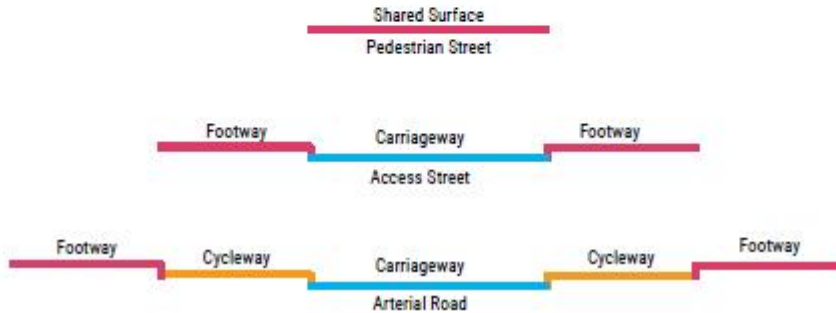 Shared Surface
Pedestrian Street
Footway
Carriageway
Footway
Access Street
Footway
Cycleway
Carriageway
Cycleway
Footway
Arterial Road